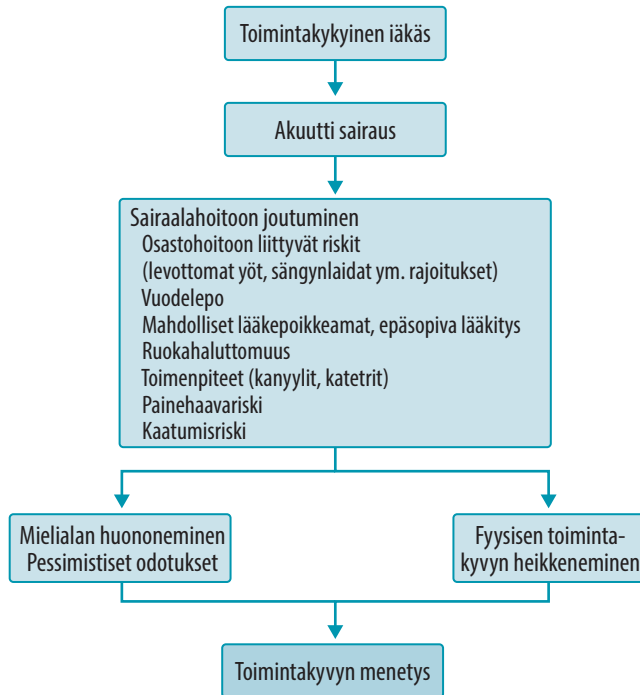 Toimintakykyinen iäkäs
Akuutti sairaus
Sairaalahoitoon joutuminen
Osastohoitoon liittyvät riskit
(levottomat yöt, sängynlaidat ym. rajoitukset)
Vuodelepo
Mahdolliset lääkepoikkeamat, epäsopiva lääkitys
Ruokahaluttomuus
Toimenpiteet (kanyylit, katetrit)
Painehaavariski
Kaatumisriski
Mielialan huononeminen
Pessimistiset odotukset
Fyysisen toiminta-
kyvyn heikkeneminen
Toimintakyvyn menetys